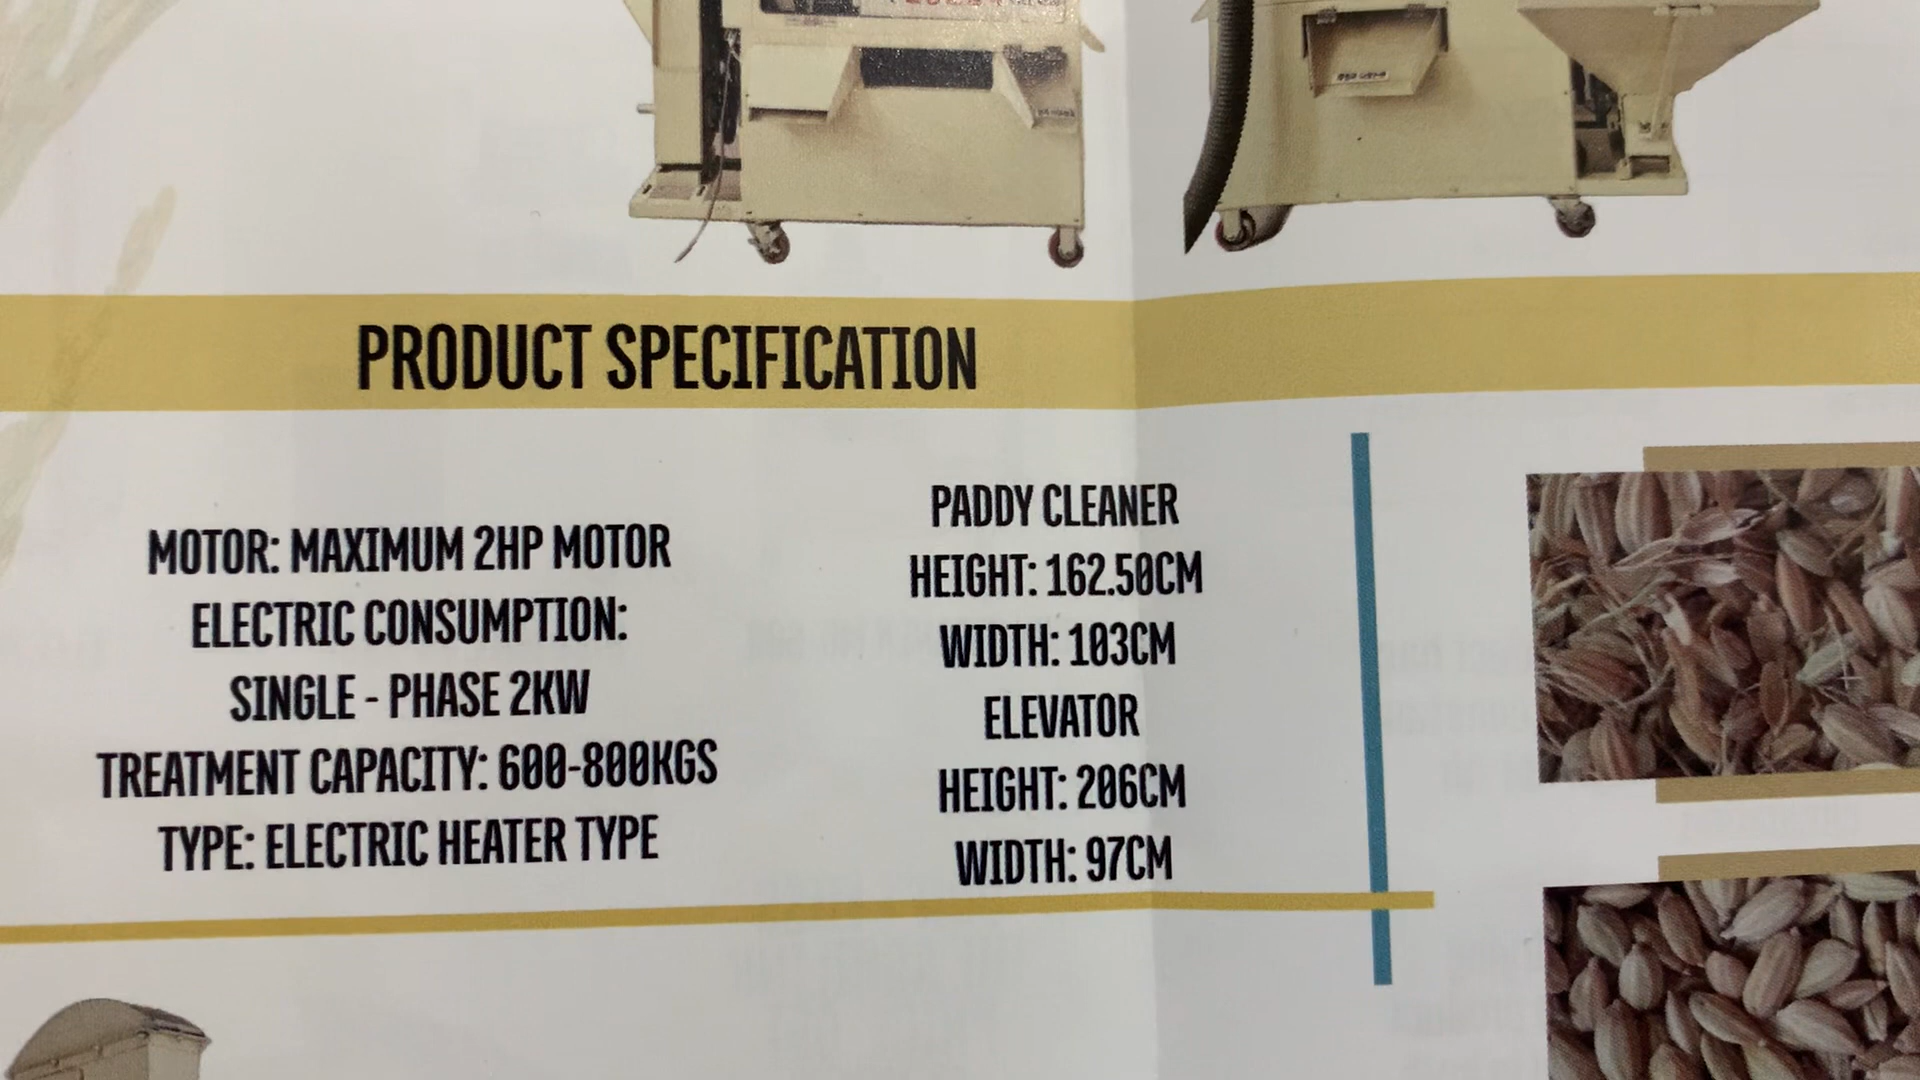 PRODUCT SPECIFICATION
MOTOR: MAXIMUM 2HP MOTOR
ELECTRIC CONSUMPTION:
SINGLE - PHASE 2KW
TREATMENT CAPACITY: 600-800KGS
TYPE: ELECTRIC HEATER TYPE
PADDY CLEANER
HEIGHT: 162.50CM
WIDTH: 103CM
ELEVATOR
HEIGHT: 206CM
WIDTH: 97CM